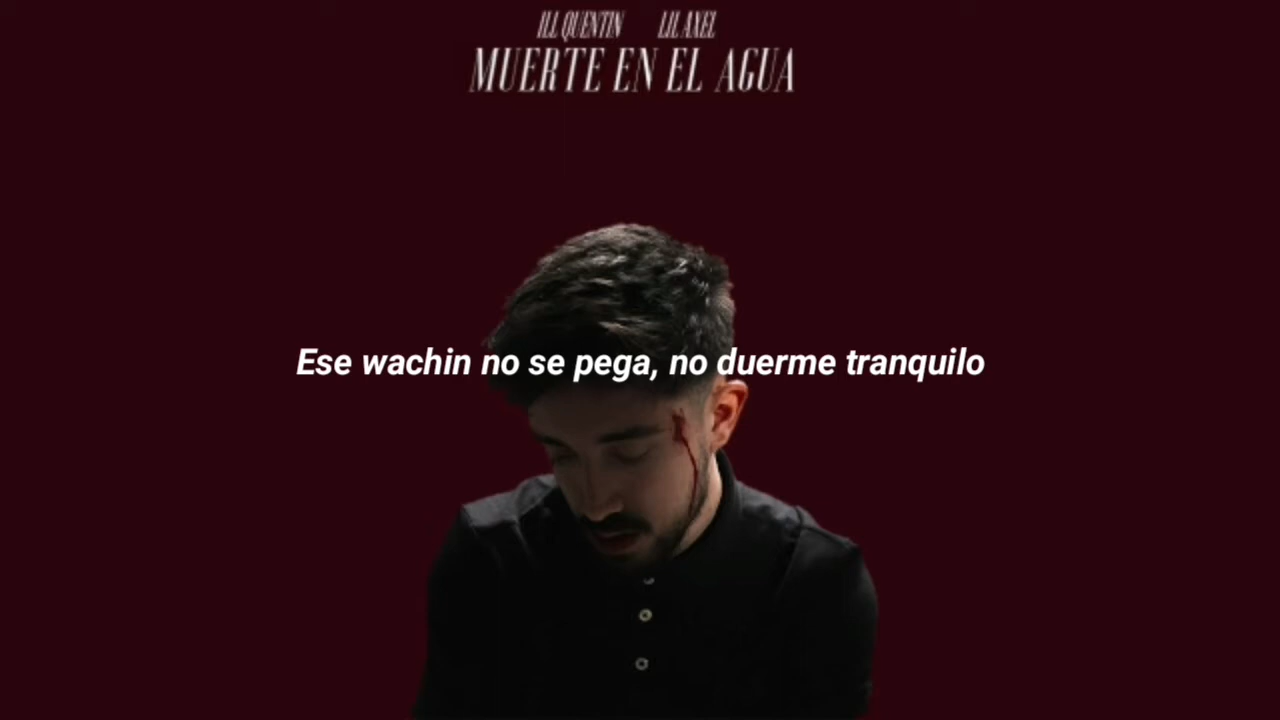 ILL QUENTIN LIL AXEL
MUERTE EN EL AGUA
Ese wachin no se pega, no duerme tranquilo